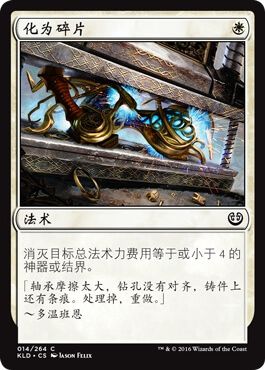 化为碎片
法术
消灭目标总法术力费用等于或小于4的
神器或结界。
「轴承摩擦太大，钻孔没有对齐，铸件上
还有条痕。处理掉，重做。」
～多温班恩
014/264 C
KLD • CS JASON FELIX
™ & © 2016 Wizards of the Coast